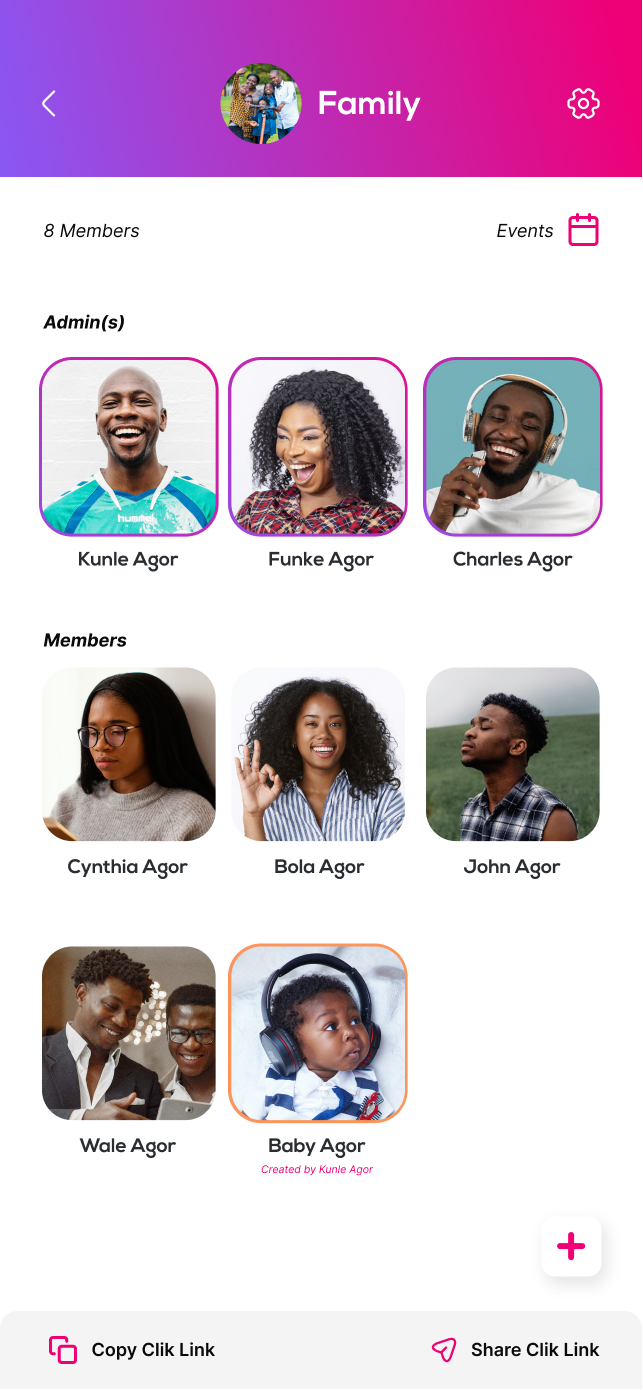 Family
8 Members
Events
Admin(s)
hummel
Kunle Agor
Funke Agor
Charles Agor
Members
Cynthia Agor
Bola Agor
John Agor
Wale Agor
Baby Agor
Created by Kunle Agor
Copy Clik Link
Share Clik Link